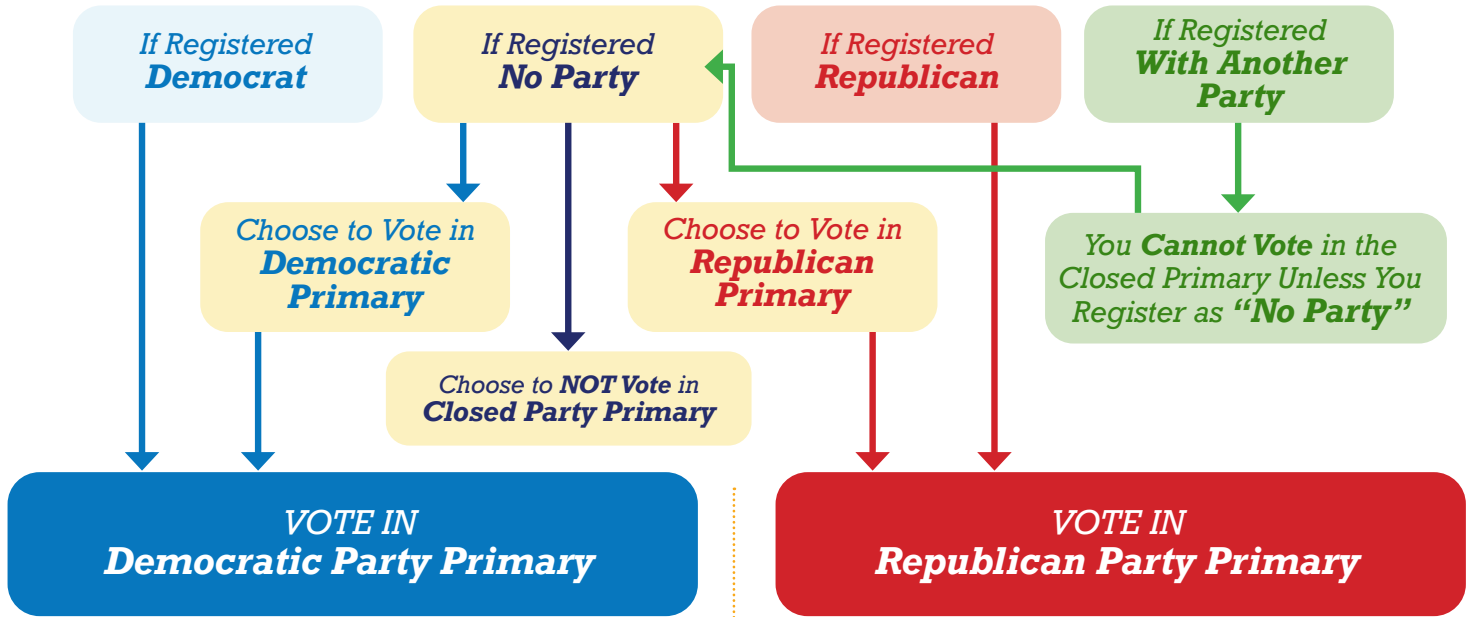 If Registered
Democrat
If Registered
No Party
If Registered
Republican
If Registered
With Another
Party
Choose to Vote in
Democratic
Primary
Choose to Vote in
Republican
Primary
You Cannot Vote in the
Closed Primary Unless You
Register as “No Party”
Choose to NOT Vote in
Closed Party Primary
VOTE IN
Democratic Party Primary
VOTE IN
Republican Party Primary